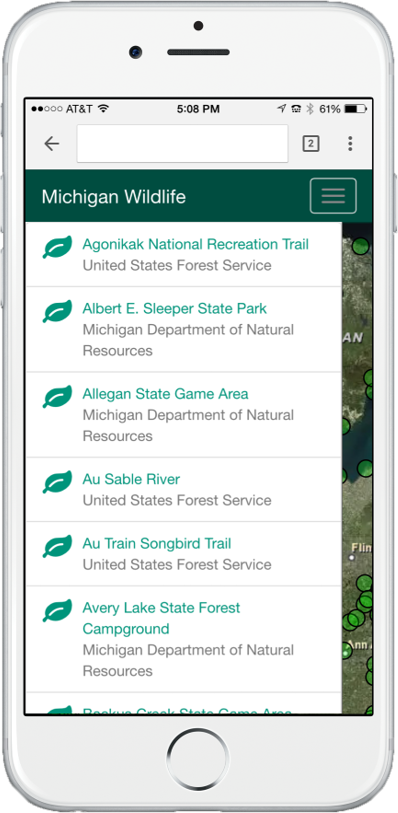 AT&T 5:08 PM 61%
2
Michigan Wildlife
Agonikak National Recreation Trail
United States Forest Service
Albert E. Sleeper State Park
Michigan Department of Natural
Resources
AN
Allegan State Game Area
Michigan Department of Natural
Resources
Au Sable River
United States Forest Service
Au Train Songbird Trail
United States Forest Service
Flin
Avery Lake State Forest
Campground
Michigan Department of Natural
Resources
Ann
State Game Area